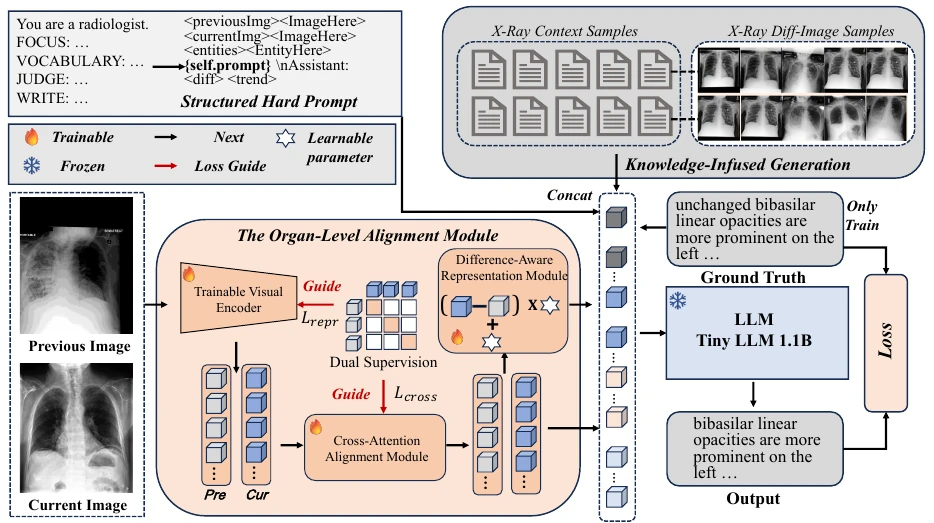 You are a radiologist.
FOCUS: …
VOCABULARY: …
JUDGE: …
WRITE: …
<previousImg><ImageHere>
<currentImg><ImageHere>
<entities><EntityHere>
{self.prompt} \nAssistant:
<diff> <trend>
Structured Hard Prompt
X-Ray Context Samples
X-Ray Diff-Image Samples
Knowledge-Infused Generation
Trainable
Next
Learnable
parameter
Frozen
Loss Guide
Concat
unchanged bibasilar
linear opacities are
more prominent on the
left …
Only
Train
Ground Truth
The Organ-Level Alignment Module
Trainable Visual
Encoder
Guide
L_repr
Dual Supervision
Difference-Aware
Representation Module
( — ) X
+
Guide
L_cross
Cross-Attention
Alignment Module
Pre
Cur
Previous Image
Current Image
LLM
Tiny LLM 1.1B
Loss
bibasilar linear
opacities are more
prominent on the
left …
Output